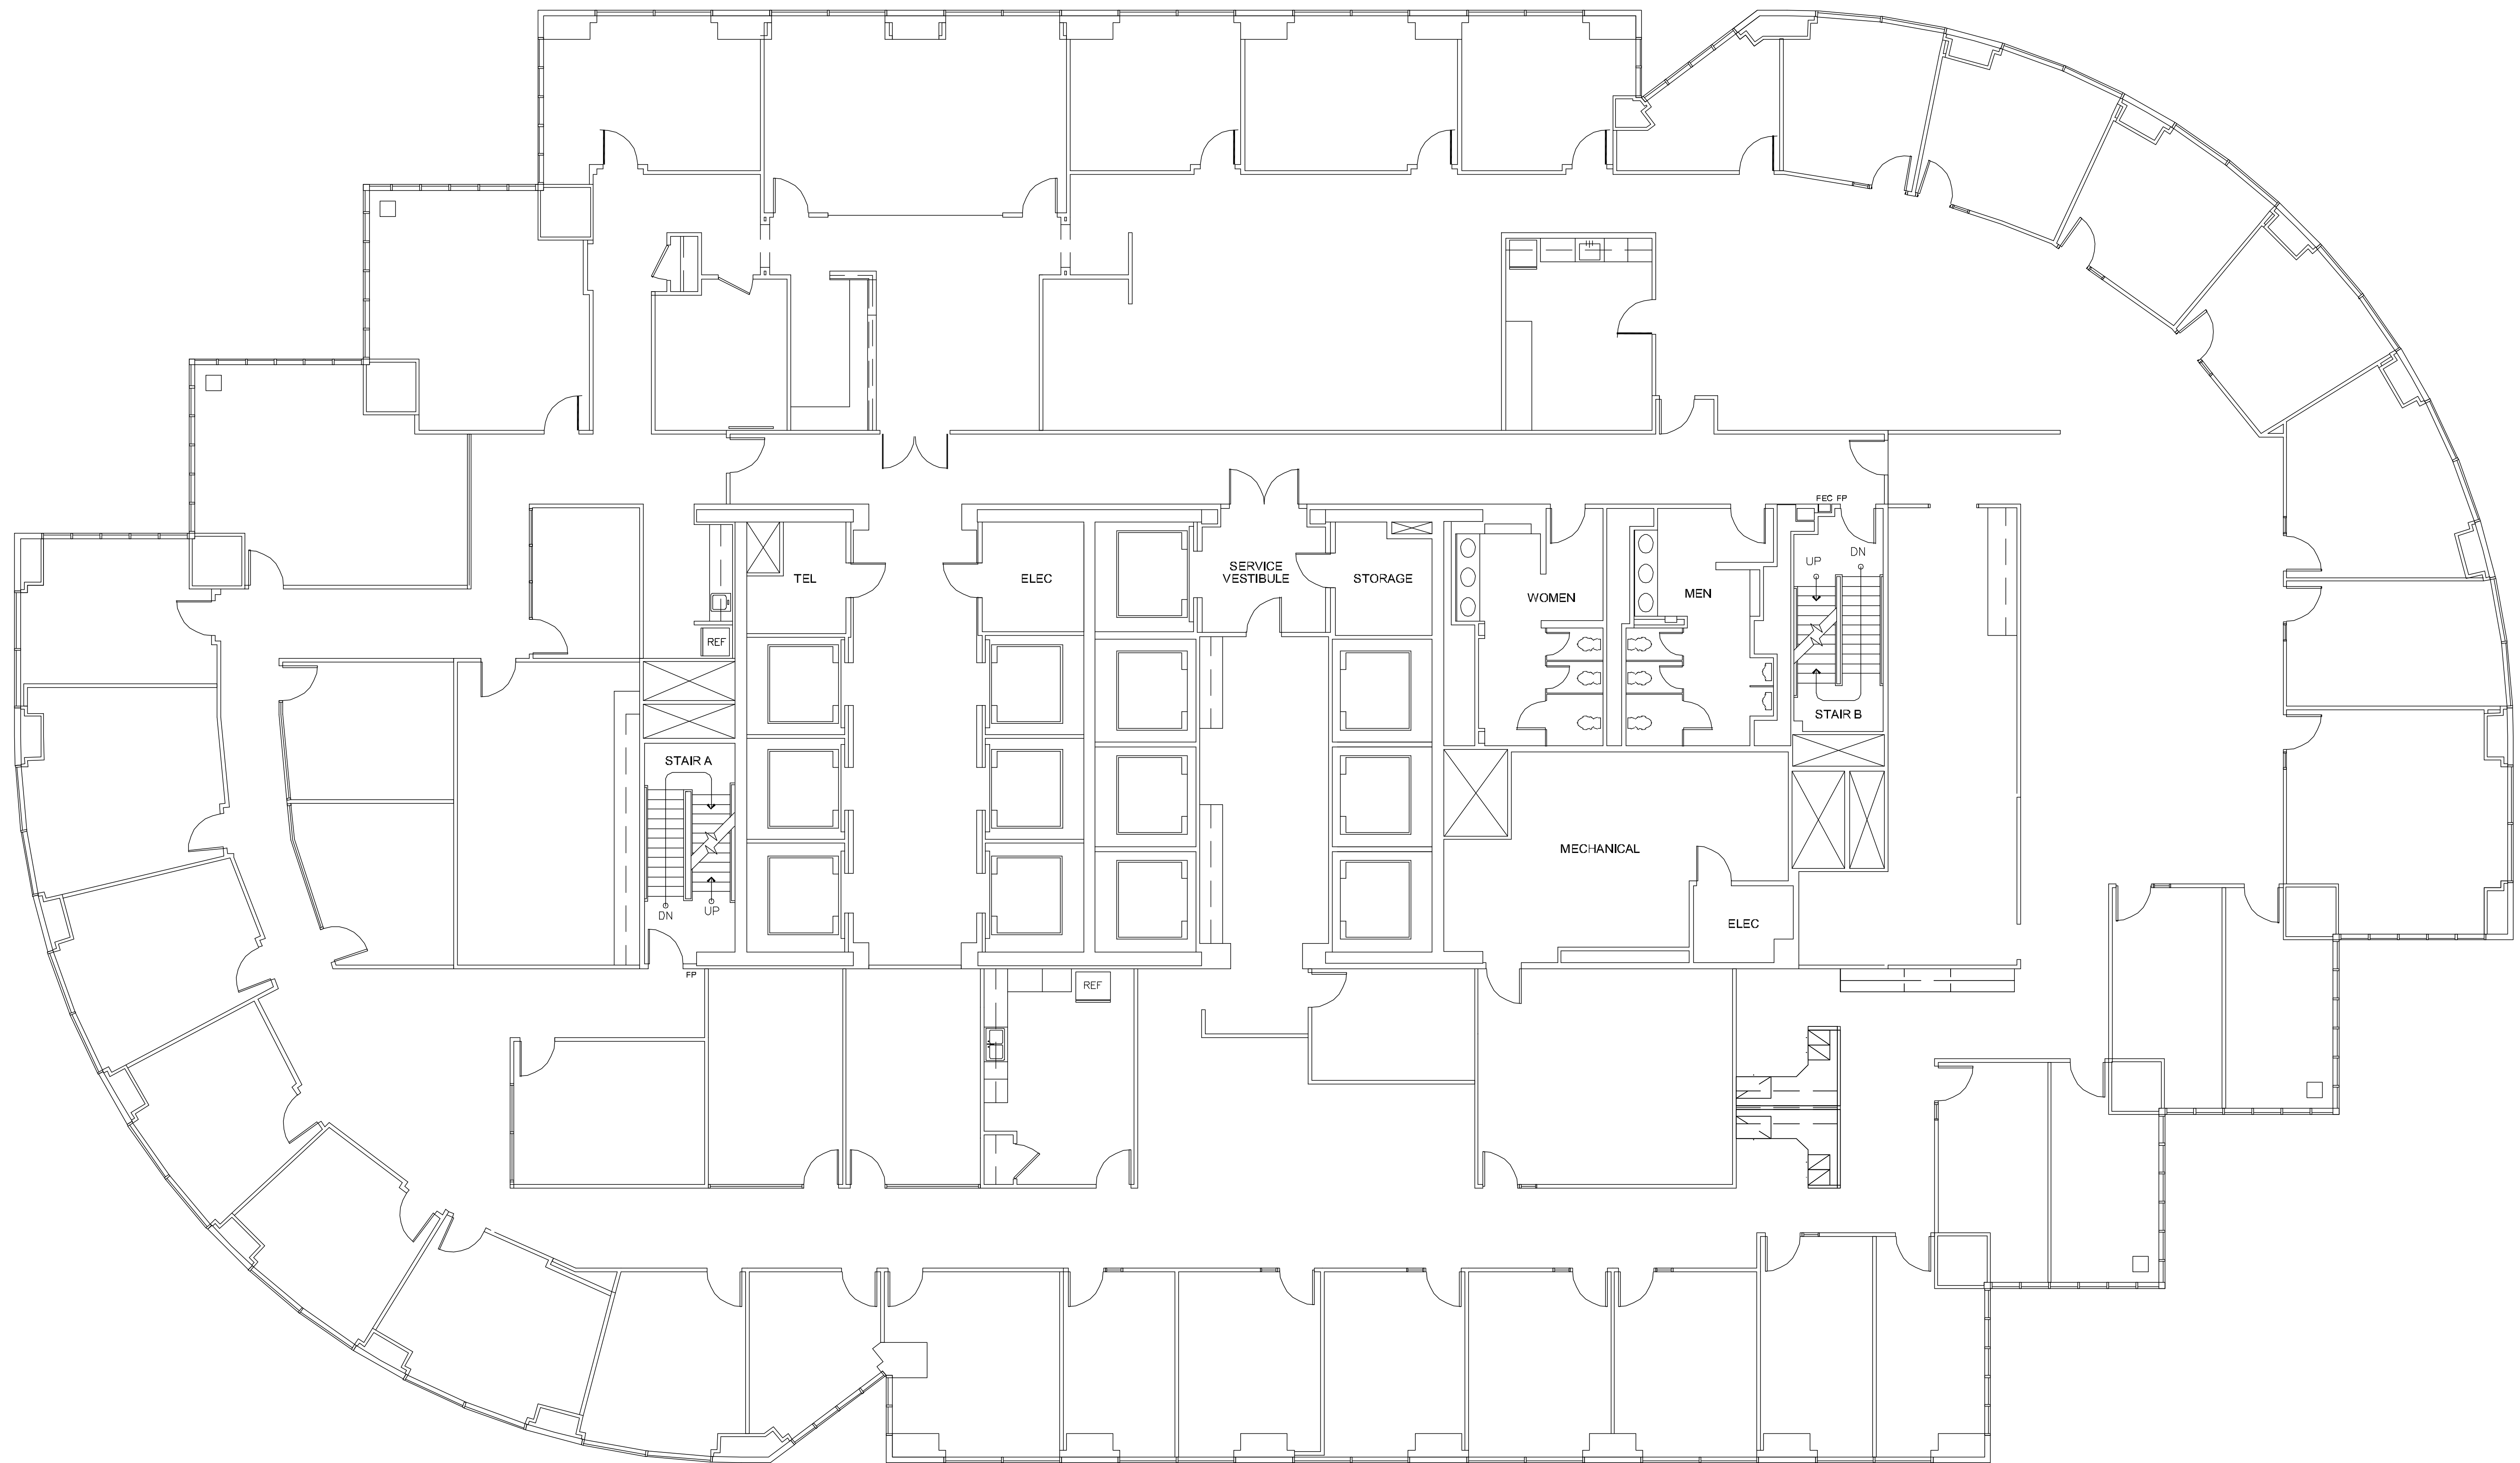 FEC FP
DN
UP
SERVICE
VESTIBULE
TEL
ELEC
STORAGE
WOMEN
MEN
REF
STAIR B
STAIR A
MECHANICAL
DN
UP
ELEC
FP
REF